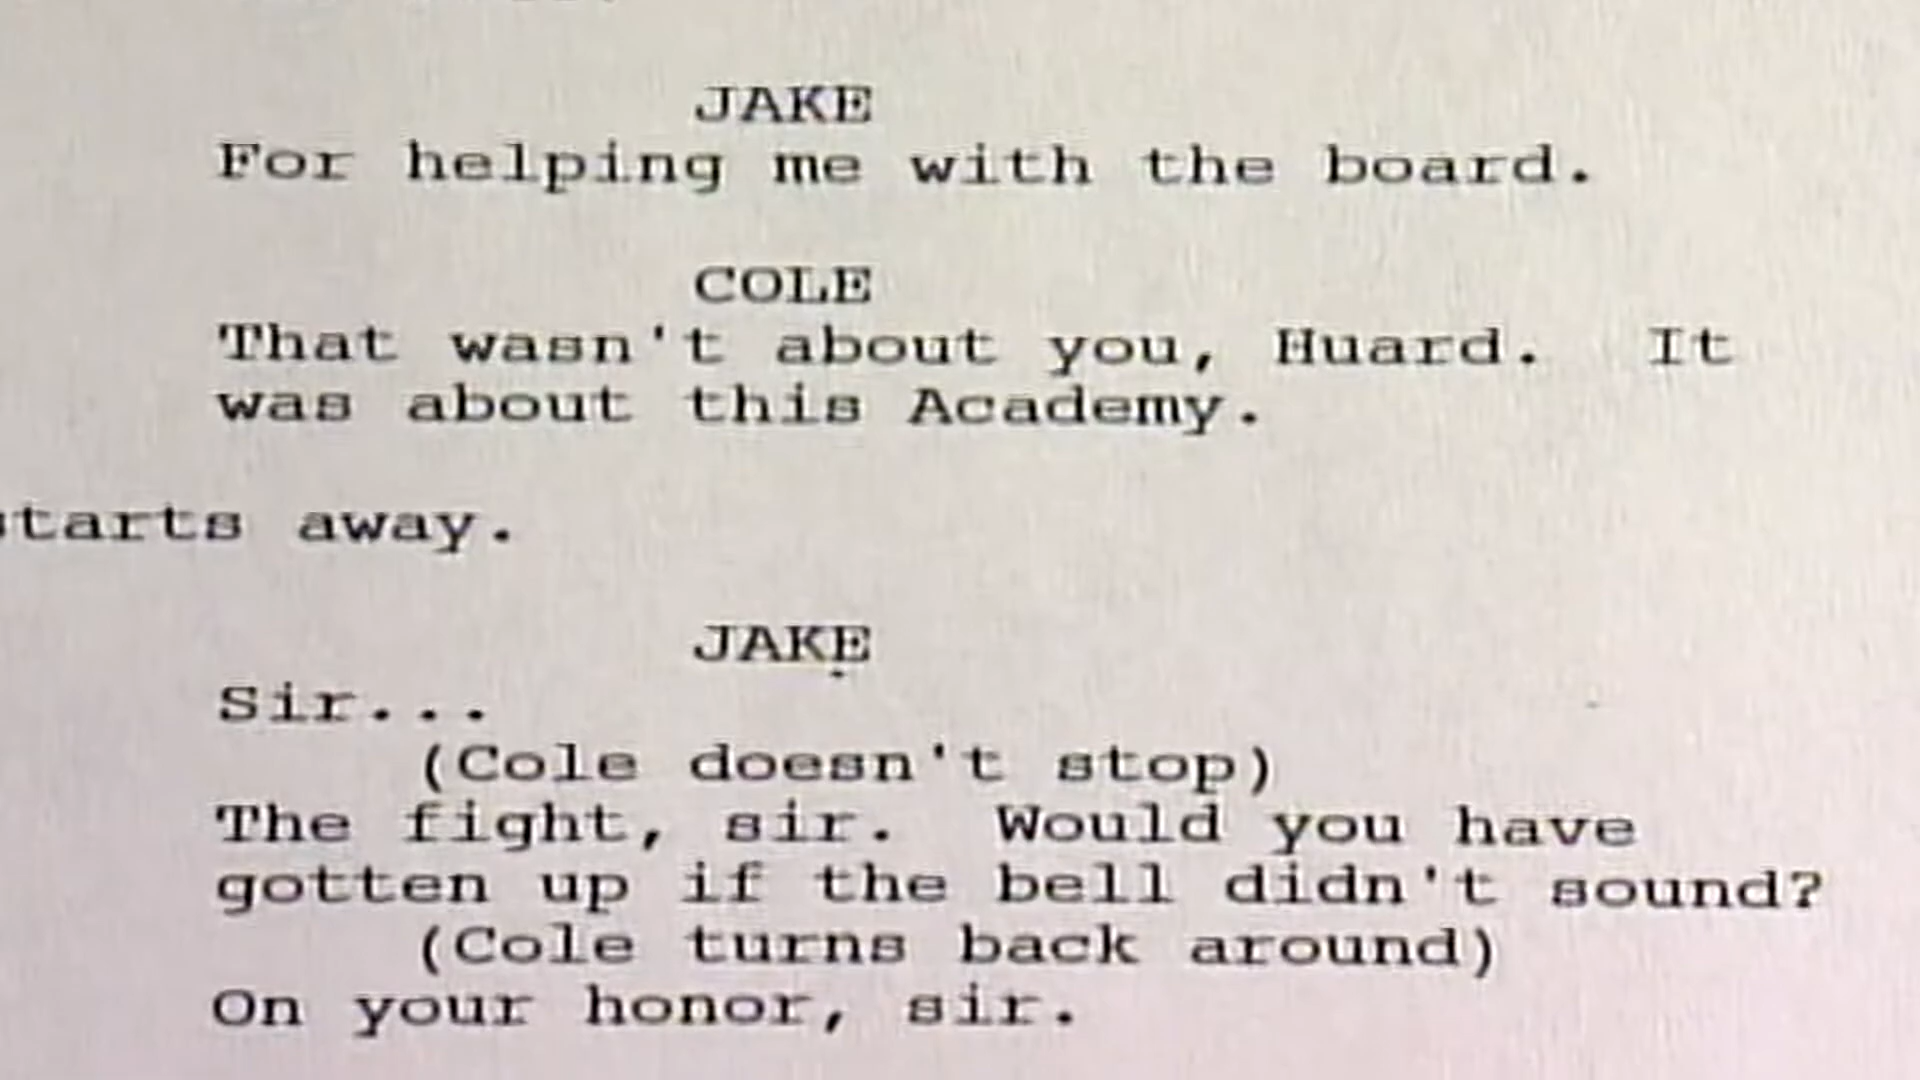 JAKE
For helping me with the board.
COLE
That wasn't about you, Huard. It
was about this Academy.
starts away.
JAKE
Sir...
(Cole doesn't stop)
The fight, sir. Would you have
gotten up if the bell didn't sound?
(Cole turns back around)
On your honor, sir.